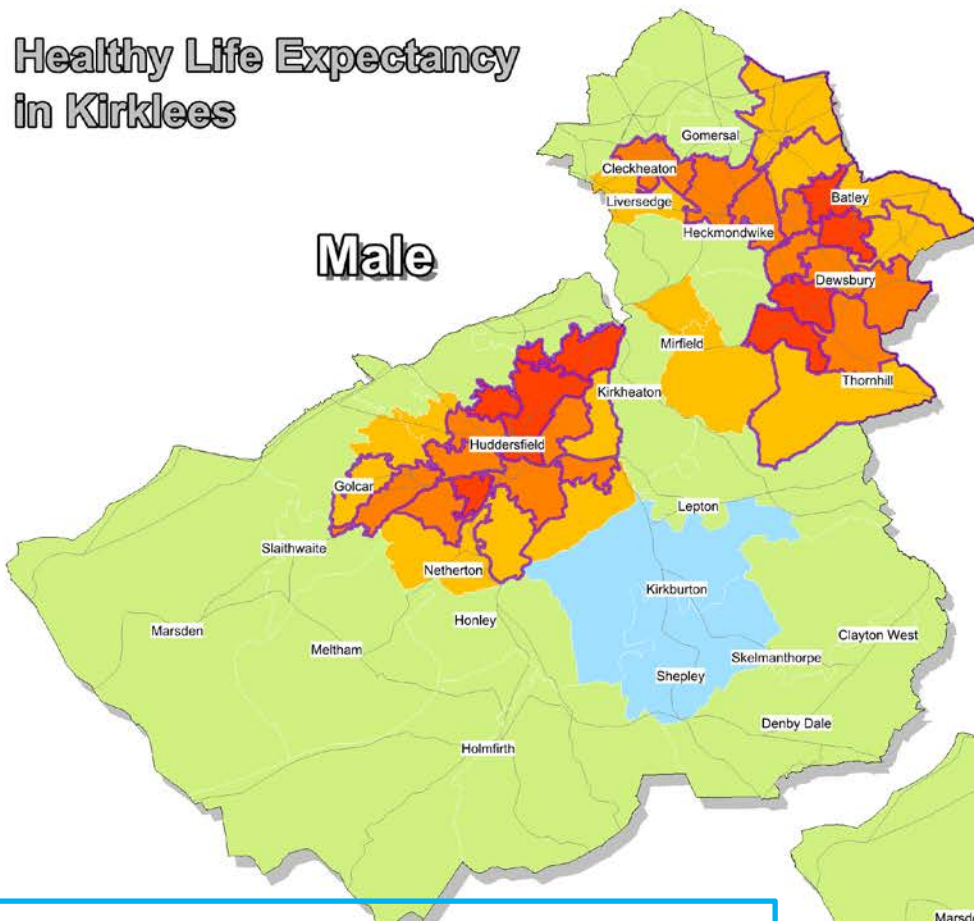 Healthy Life Expectancy
in Kirklees
Gomersal
Cleckheaton
Batley
Liversedge
Heckmondwike
Male
Dewsbury
Mirfield
Thornhill
Kirkheaton
Huddersfield
Golcar
Lepton
Slaithwaite
Netherton
Kirkburton
Marsden
Honley
Clayton West
Meltham
Skelmanthorpe
Shepley
Denby Dale
Holmfirth
Marsd